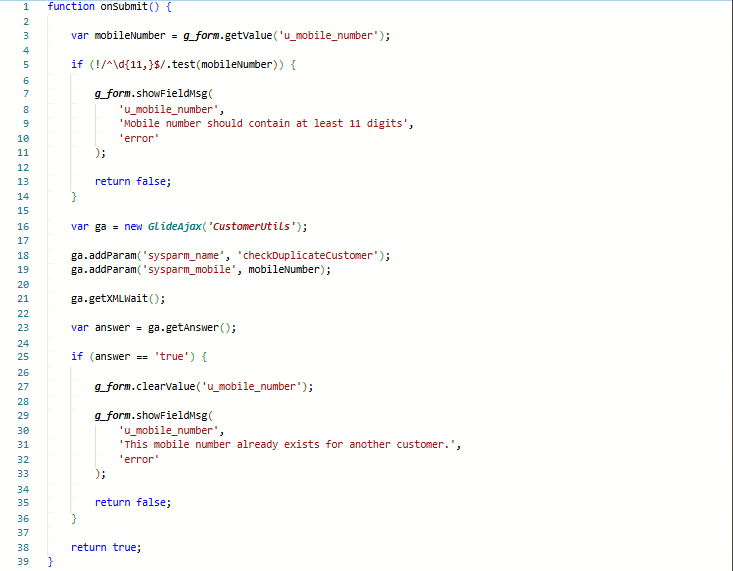 1 function onSubmit() {
2
3 var mobileNumber = g_form.getValue('u_mobile_number');
4
5 if (!/^\d{11,}$/.test(mobileNumber)) {
6
7 g_form.showFieldMsg(
8 'u_mobile_number',
9 'Mobile number should contain at least 11 digits',
10 'error'
11 );
12
13 return false;
14 }
15
16 var ga = new GlideAjax('CustomerUtils');
17
18 ga.addParam('sysparm_name', 'checkDuplicateCustomer');
19 ga.addParam('sysparm_mobile', mobileNumber);
20
21 ga.getXMLWait();
22
23 var answer = ga.getAnswer();
24
25 if (answer == 'true') {
26
27 g_form.clearValue('u_mobile_number');
28
29 g_form.showFieldMsg(
30 'u_mobile_number',
31 'This mobile number already exists for another customer.',
32 'error'
33 );
34
35 return false;
36 }
37
38 return true;
39 }